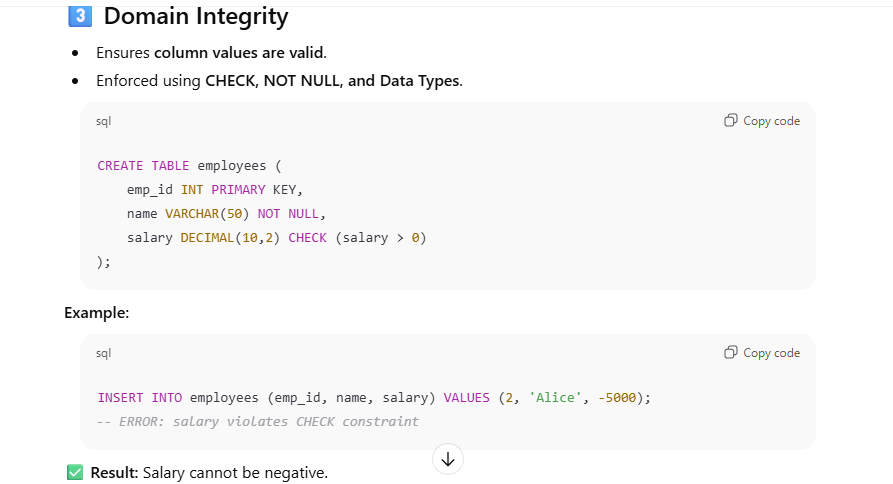 3 Domain Integrity
• Ensures column values are valid.
• Enforced using CHECK, NOT NULL, and Data Types.
sql
Copy code
CREATE TABLE employees (
    emp_id INT PRIMARY KEY,
    name VARCHAR(50) NOT NULL,
    salary DECIMAL(10,2) CHECK (salary > 0)
);
Example:
sql
Copy code
INSERT INTO employees (emp_id, name, salary) VALUES (2, 'Alice', -5000);
-- ERROR: salary violates CHECK constraint
✅ Result: Salary cannot be negative.